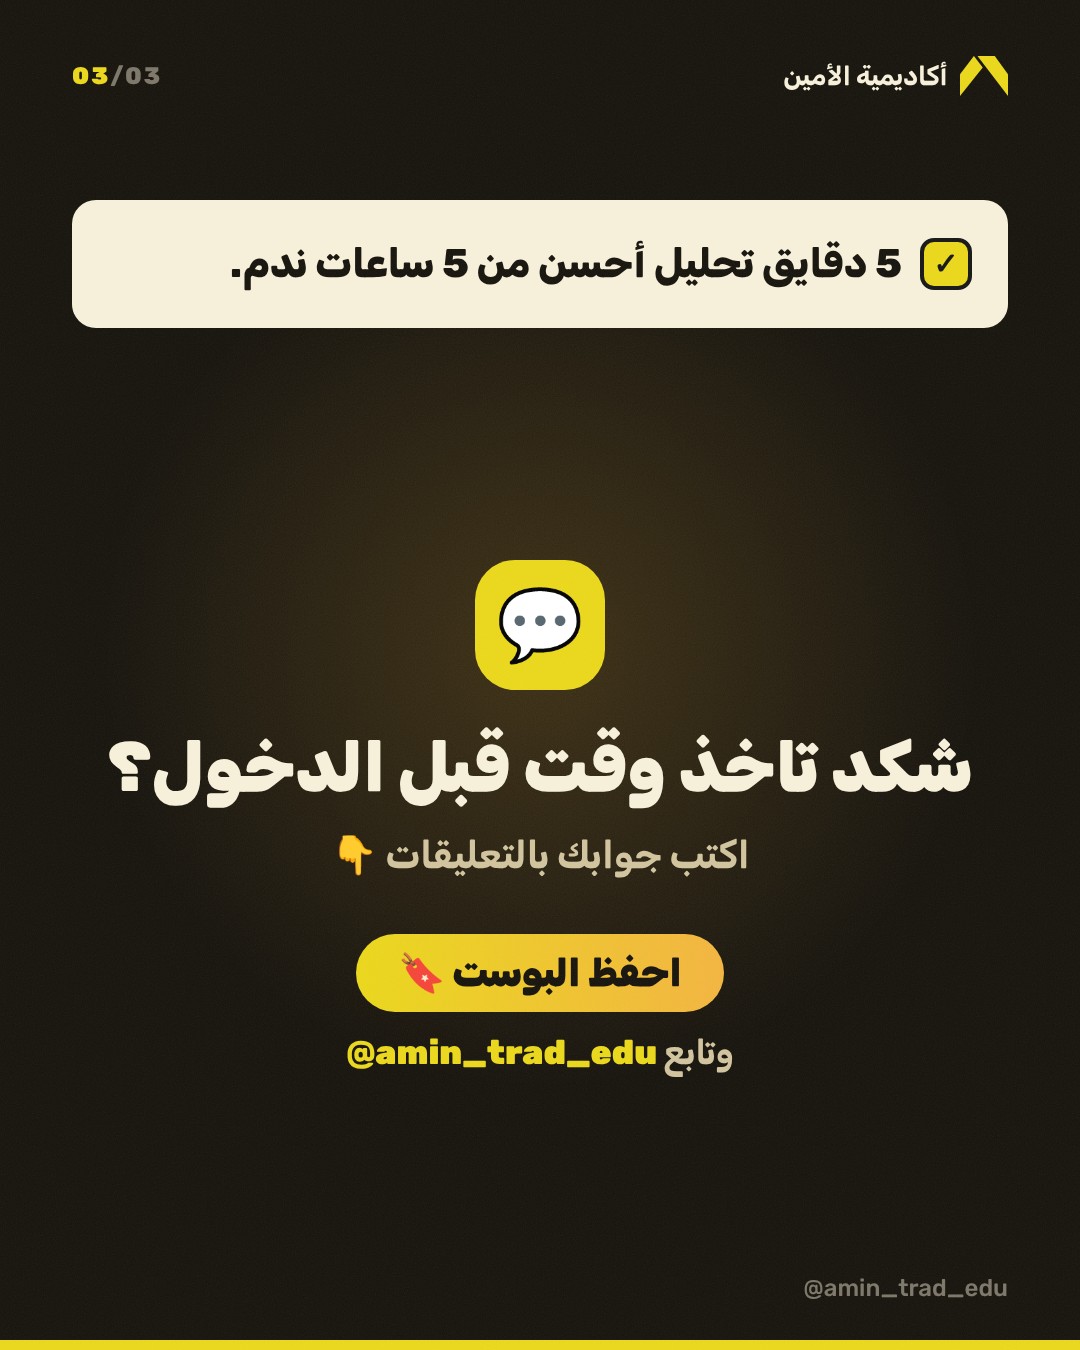 أكاديمية الأمين
03/03
✓ 5 دقايق تحليل أحسن من 5 ساعات ندم.
شكد تاخذ وقت قبل الدخول؟
اكتب جوابك بالتعليقات 👇
احفظ البوست 🔖
وتابع @amin_trad_edu
@amin_trad_edu